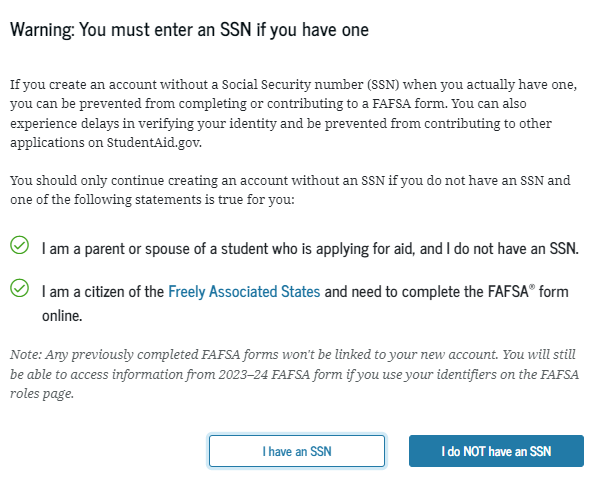 Warning: You must enter an SSN if you have one
If you create an account without a Social Security number (SSN) when you actually have one,
you can be prevented from completing or contributing to a FAFSA form. You can also
experience delays in verifying your identity and be prevented from contributing to other
applications on StudentAid.gov.
You should only continue creating an account without an SSN if you do not have an SSN and
one of the following statements is true for you:
I am a parent or spouse of a student who is applying for aid, and I do not have an SSN.
I am a citizen of the Freely Associated States and need to complete the FAFSA® form
online.
Note: Any previously completed FAFSA forms won't be linked to your new account. You will still
be able to access information from 2023–24 FAFSA form if you use your identifiers on the FAFSA
roles page.
I have an SSN
I do NOT have an SSN